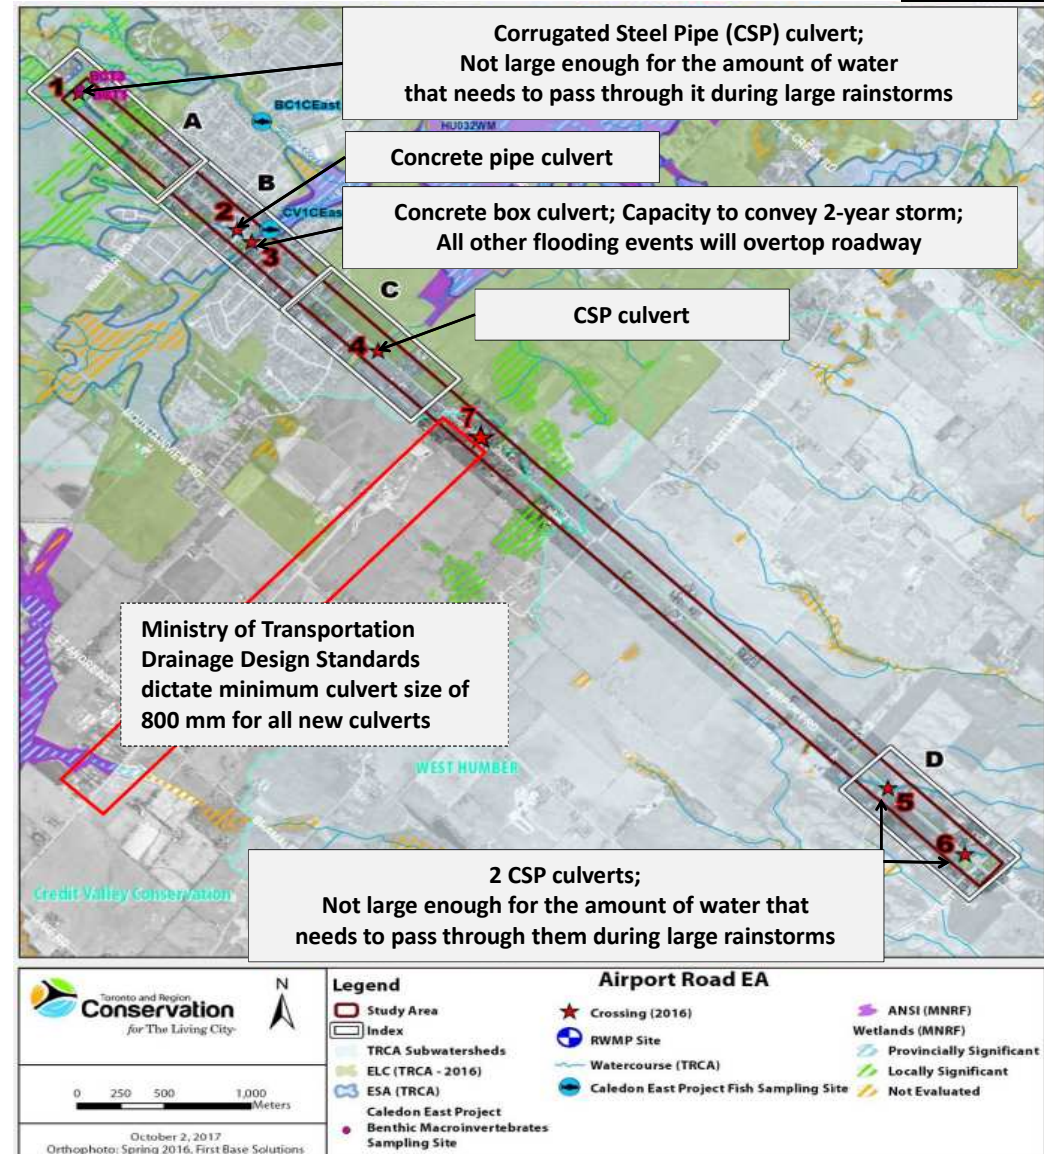 Corrugated Steel Pipe (CSP) culvert;
Not large enough for the amount of water
that needs to pass through it during large rainstorms
1
A
BC1CEast
HU032WM
Concrete pipe culvert
B
2
CV1CEas
Concrete box culvert; Capacity to convey 2-year storm;
All other flooding events will overtop roadway
3
C
CSP culvert
4
7
MOUNTAINVIEW RD
Ministry of Transportation
Drainage Design Standards
dictate minimum culvert size of
800 mm for all new culverts
WEST HUMBER
D
5
6
2 CSP culverts;
Not large enough for the amount of water that
needs to pass through them during large rainstorms
Credit Valley Conservation
Toronto and Region
Conservation
for The Living City·
N
0 250 500 1,000
Meters
October 2, 2017
Orthophoto: Spring 2016, First Base Solutions
Legend
Study Area
Index
TRCA Subwatersheds
ELC (TRCA - 2016)
ESA (TRCA)
Caledon East Project
Benthic Macroinvertebrates
Sampling Site
Airport Road EA
Crossing (2016)
RWMP Site
Watercourse (TRCA)
Caledon East Project Fish Sampling Site
ANSI (MNRF)
Wetlands (MNRF)
Provincially Significant
Locally Significant
Not Evaluated